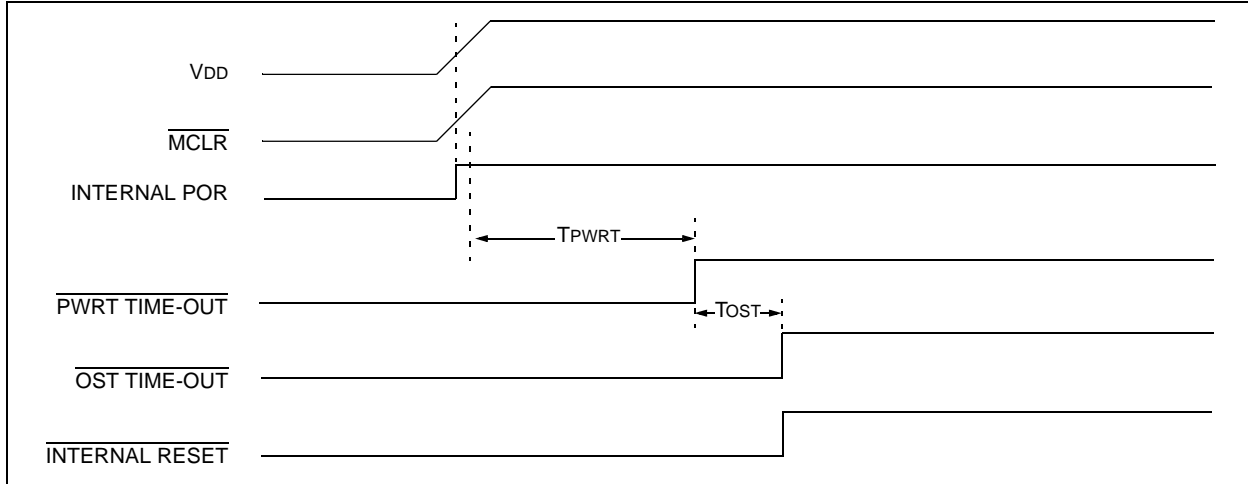 VDD
MCLR
INTERNAL POR
TPWRT
PWRT TIME-OUT
TOST
OST TIME-OUT
INTERNAL RESET